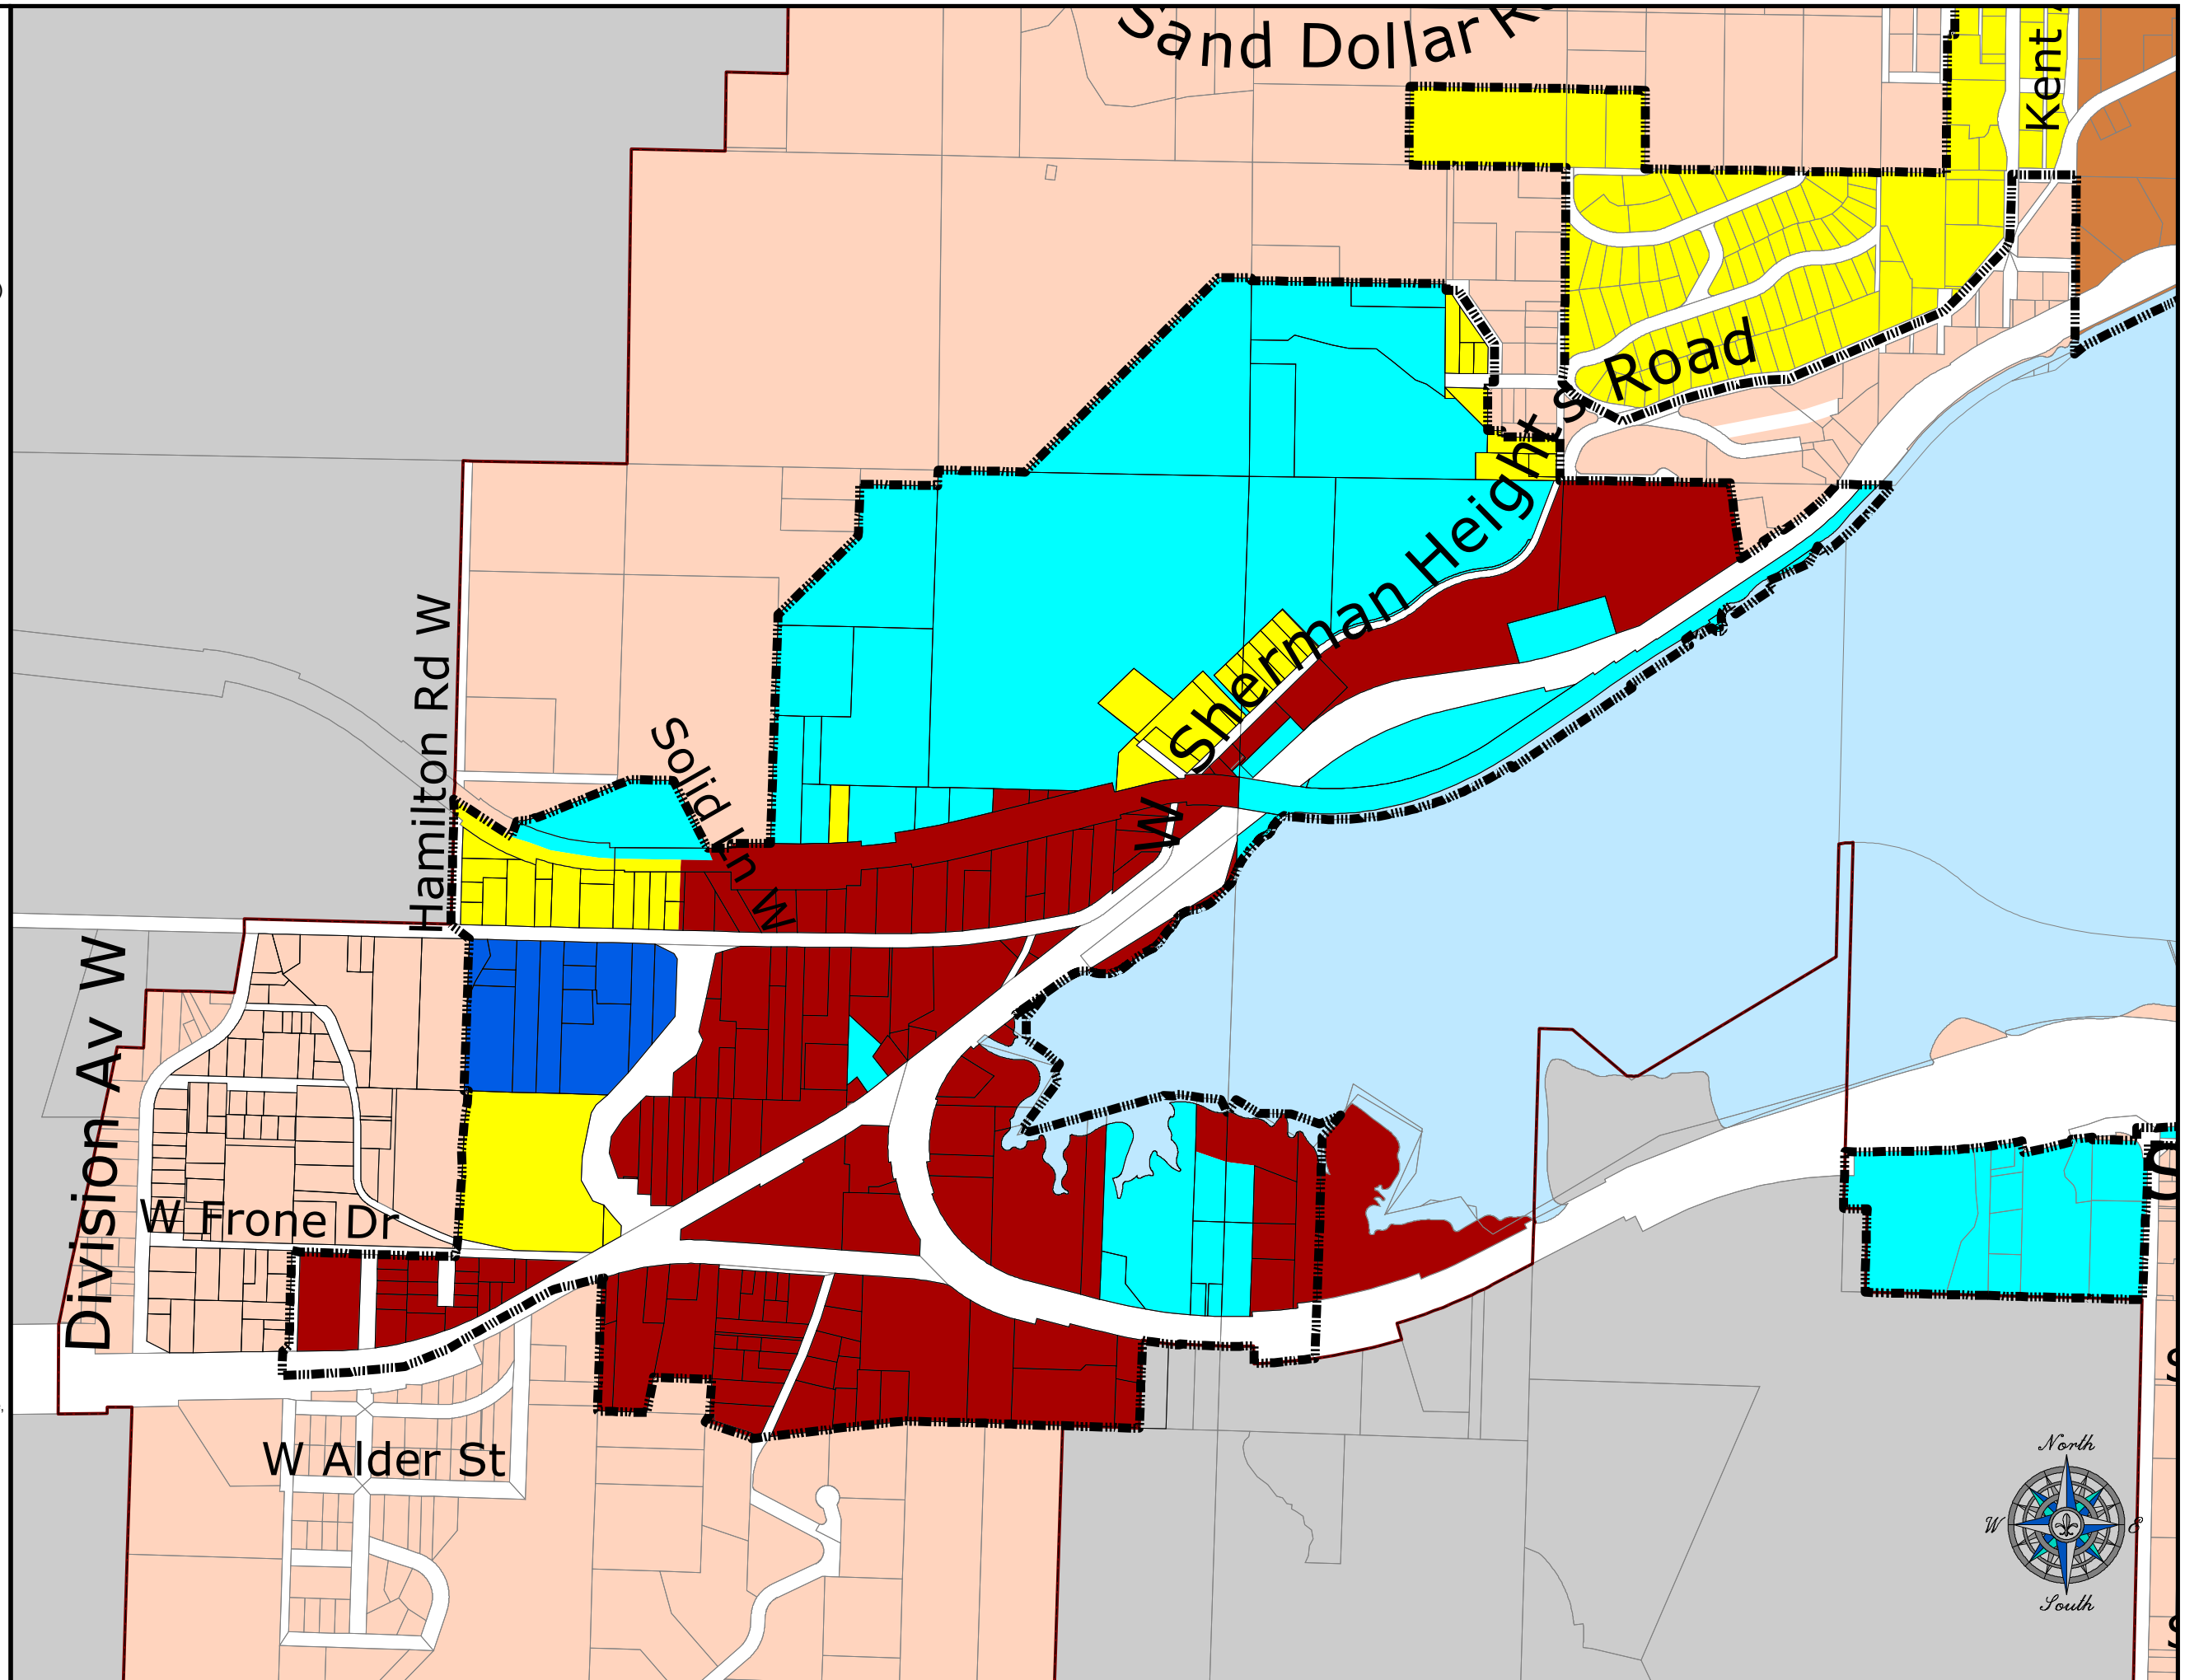 Sand Dollar
Kent
Sherman Heights Road
W
Hamilton Rd W
Solid Ln W
Division Av W
W Frone Dr
W Alder St
North
W
E
South